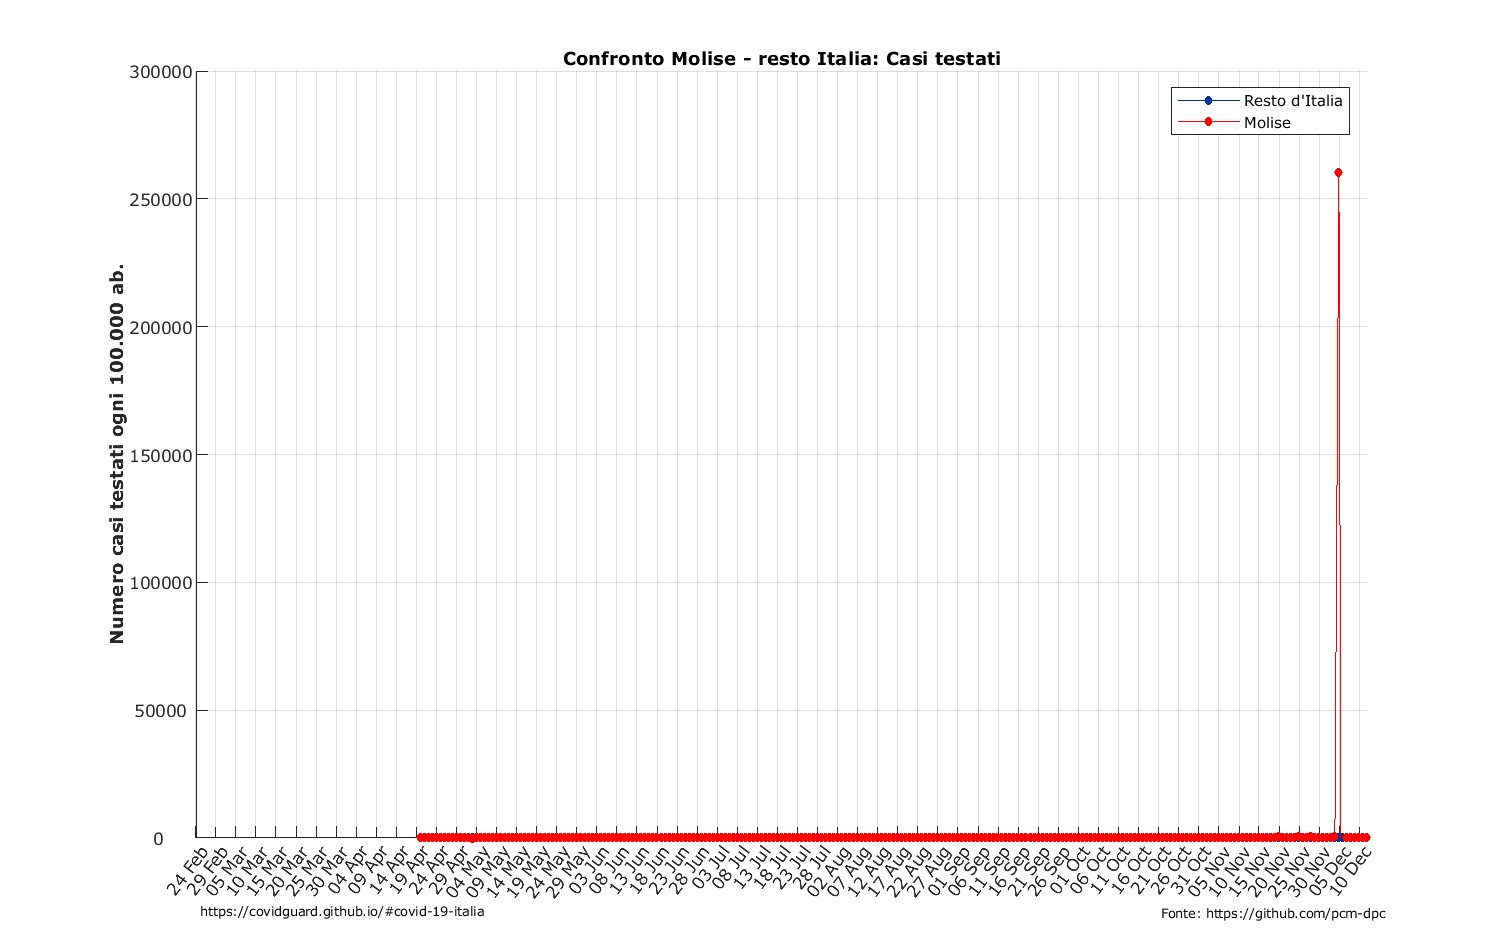 Confronto Molise - resto Italia: Casi testati
Resto d'Italia
Molise
Numero casi testati ogni 100.000 ab.
300000
250000
200000
150000
100000
50000
0
24 Feb
29 Feb
05 Mar
10 Mar
15 Mar
20 Mar
25 Mar
30 Mar
04 Apr
09 Apr
14 Apr
19 Apr
24 Apr
29 Apr
04 May
09 May
14 May
19 May
24 May
29 May
03 Jun
08 Jun
13 Jun
18 Jun
23 Jun
28 Jun
03 Jul
08 Jul
13 Jul
18 Jul
23 Jul
28 Jul
02 Aug
07 Aug
12 Aug
17 Aug
22 Aug
27 Aug
01 Sep
06 Sep
11 Sep
16 Sep
21 Sep
26 Sep
01 Oct
06 Oct
11 Oct
16 Oct
21 Oct
26 Oct
31 Oct
05 Nov
10 Nov
15 Nov
20 Nov
25 Nov
30 Nov
05 Dec
10 Dec
https://covidguard.github.io/#covid-19-italia
Fonte: https://github.com/pcm-dpc